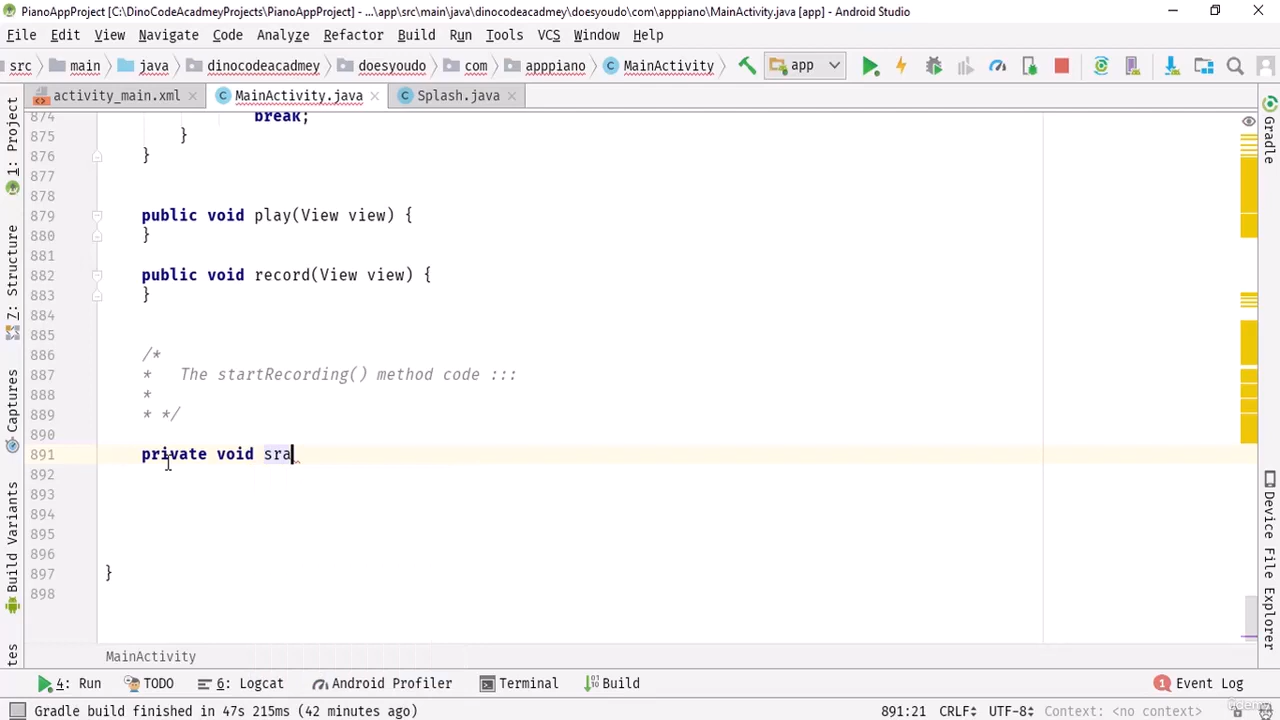 PianoAppProject [C:\DinoCodeAcadmeyProjects\PianoAppProject] - ...\app\src\main\java\dinocodeacadmey\doesyoudo\com\apppiano\MainActivity.java [app] - Android Studio
File Edit View Navigate Code Analyze Refactor Build Run Tools VCS Window Help
src main java dinocodeacadmey doesyoudo com apppiano MainActivity app
activity_main.xml MainActivity.java Splash.java
1: Project
Z: Structure
Captures
Build Variants
tes
874 break;
875 }
876 }
877
878
879 public void play(View view) {
880 }
881
882 public void record(View view) {
883 }
884
885
886 /*
887 * The startRecording() method code :::
888 *
889 * */
890
891 private void sra
892
893
894
895
896
897 }
898
Gradle
Device File Explorer
MainActivity
4: Run TODO 6: Logcat Android Profiler Terminal Build 1 Event Log
Gradle build finished in 47s 215ms (42 minutes ago) 891:21 CRLF UTF-8 Context: <no context>
Udemy